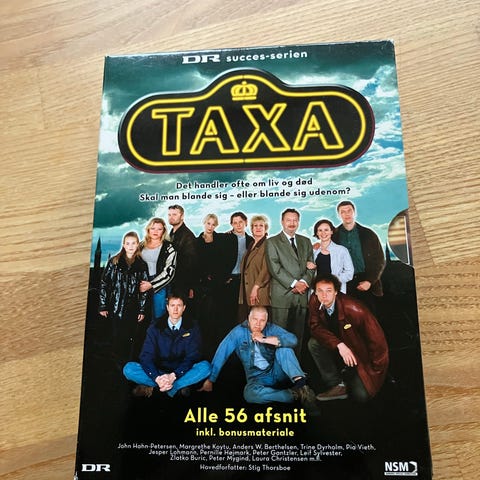 DR succes-serien
TAXA
Det handler ofte om liv og død
Skal man blande sig - eller blande sig udenom?
Alle 56 afsnit
inkl. bonusmateriale
John Hahn-Petersen, Margrethe Koytu, Anders W. Berthelsen, Trine Dyrholm, Pia Vieth,
Jesper Lohmann, Pernille Højmark, Peter Gantzler, Leif Sylvester,
Zlatko Buric, Peter Mygind, Laura Christensen m.fl.
Hovedforfatter: Stig Thorsboe
DR
NSM